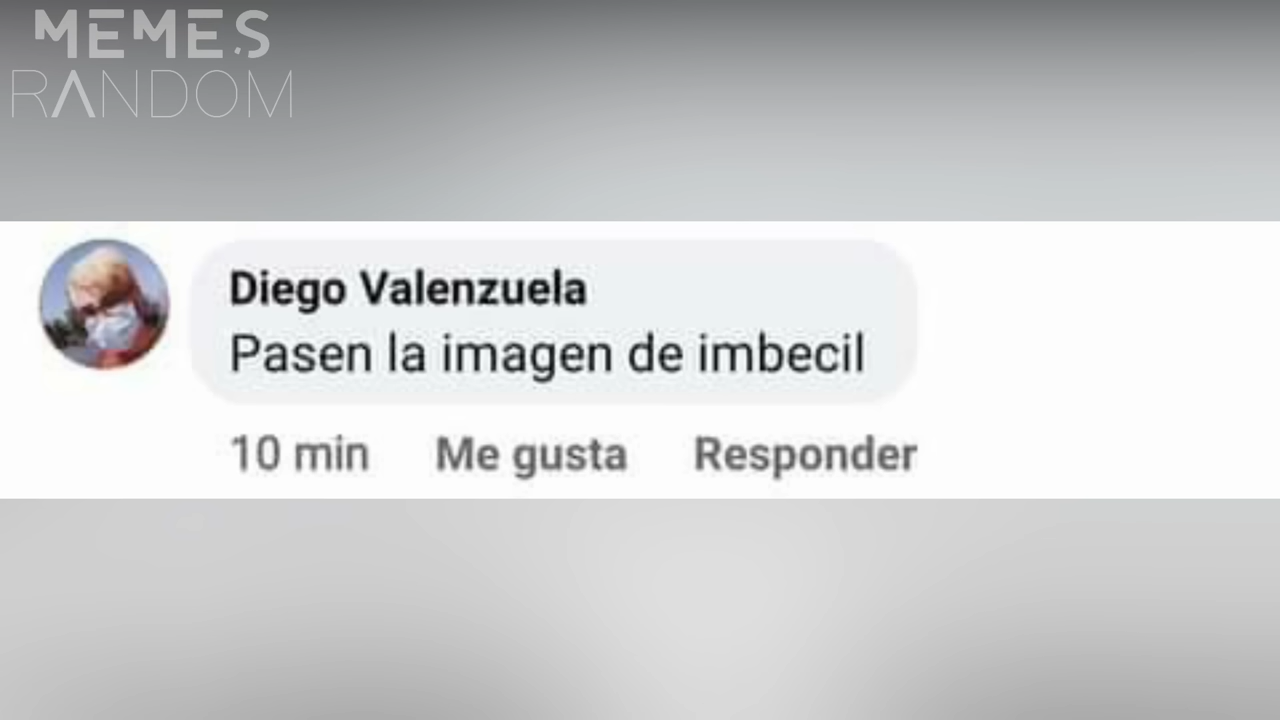 MEMES
RANDOM
Diego Valenzuela
Pasen la imagen de imbecil
10 min Me gusta Responder